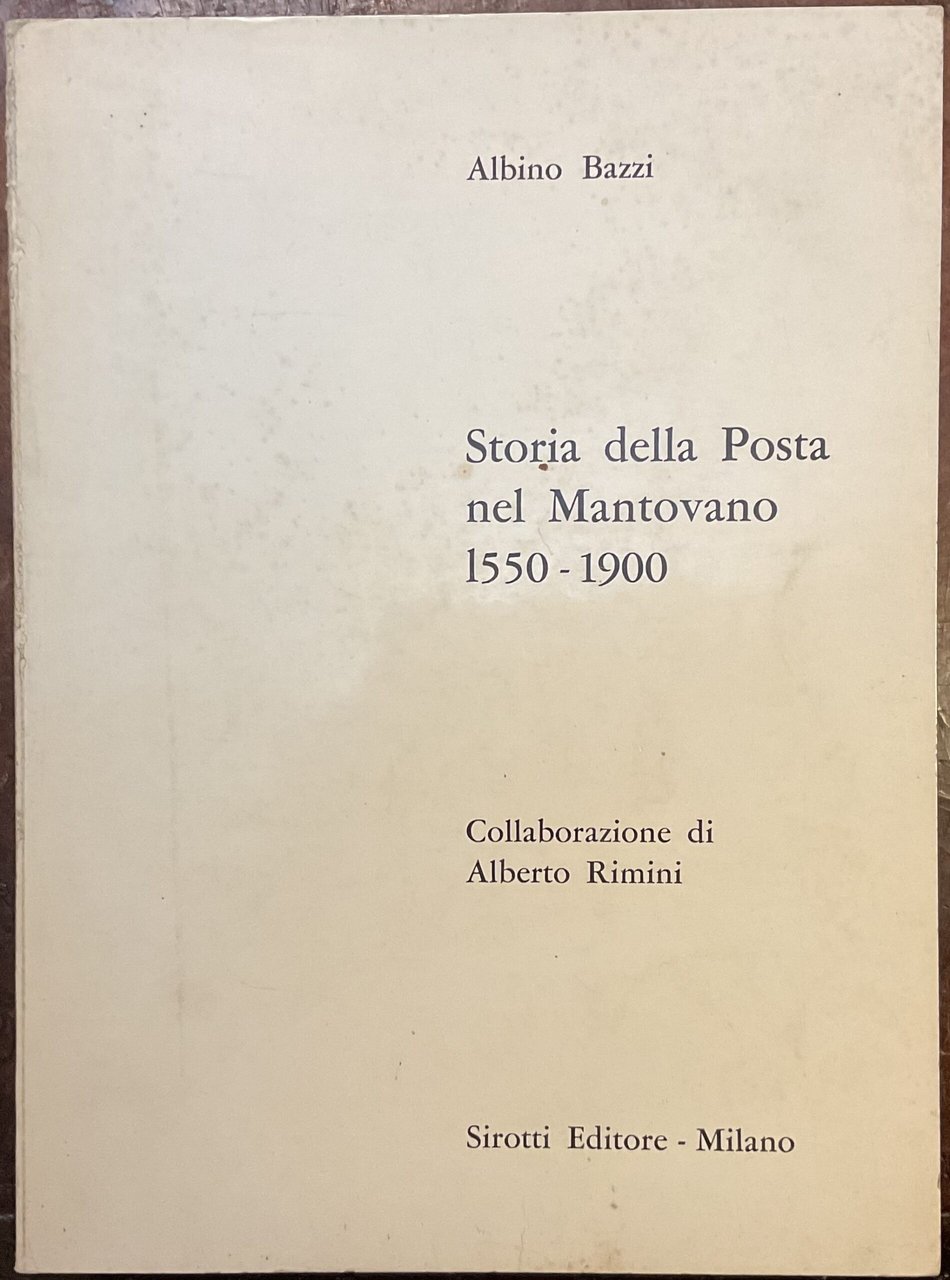 Albino Bazzi
Storia della Posta
nel Mantovano
1550 - 1900
Collaborazione di
Alberto Rimini
Sirotti Editore - Milano